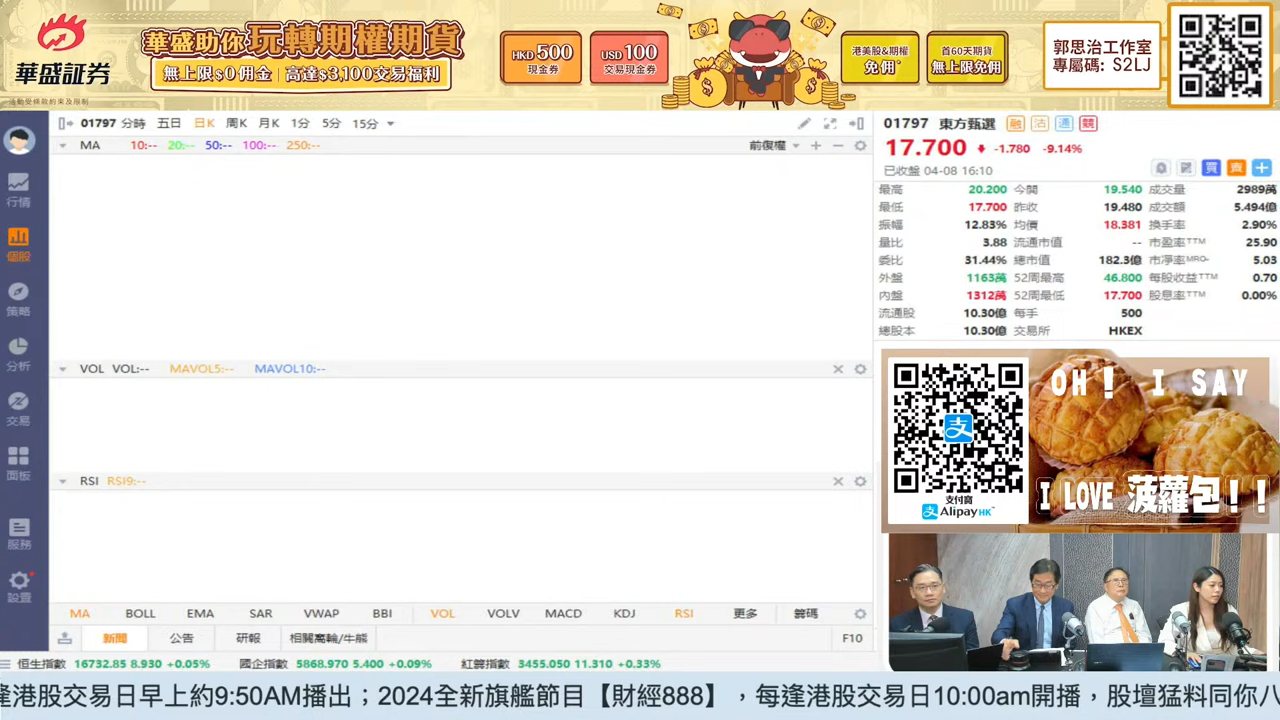 華盛証券
活動受條款約束及限制
華盛助你玩轉期權期貨
無上限$0佣金 | 高達$3,100交易福利
HKD 500
現金券
USD 100
交易現金券
港美股&期權
免佣*
首60天期貨
無上限免佣
郭思治工作室
專屬碼: S2LJ
01797 分時 五日 日K 周K 月K 1分 5分 15分
MA 10:-- 20:-- 50:-- 100:-- 250:-- 前復權
行情
個股
策略
分析
交易
面板
服務
設置
VOL VOL:-- MAVOL5:-- MAVOL10:--
RSI RSI9:--
MA BOLL EMA SAR VWAP BBI VOL VOLV MACD KDJ RSI 更多 籌碼
新聞 公告 研報 相關窩輪/牛熊 F10
01797 東方甄選 融 沽 通 競
17.700 -1.780 -9.14%
已收盤 04-08 16:10
買 賣
最高 20.200 今開 19.540 成交量 2989萬
最低 17.700 昨收 19.480 成交額 5.494億
振幅 12.83% 均價 18.381 換手率 2.90%
量比 3.88 流通市值 -- 市盈率TTM 25.90
委比 31.44% 總市值 182.3億 市凈率MRQ 5.03
外盤 1163萬 52周最高 46.800 每股收益TTM 0.70
內盤 1312萬 52周最低 17.700 股息率TTM 0.00%
流通股 10.30億 每手 500
總股本 10.30億 交易所 HKEX
OH! I SAY
I LOVE 菠蘿包!!
支
支付寶
支 AlipayHK
恒生指數 16732.85 8.930 +0.05% 國企指數 5868.970 5.400 +0.09% 紅籌指數 3455.050 11.310 +0.33%
逢港股交易日早上約9:50AM播出；2024全新旗艦節目【財經888】，每逢港股交易日10:00am開播，股壇猛料同你八